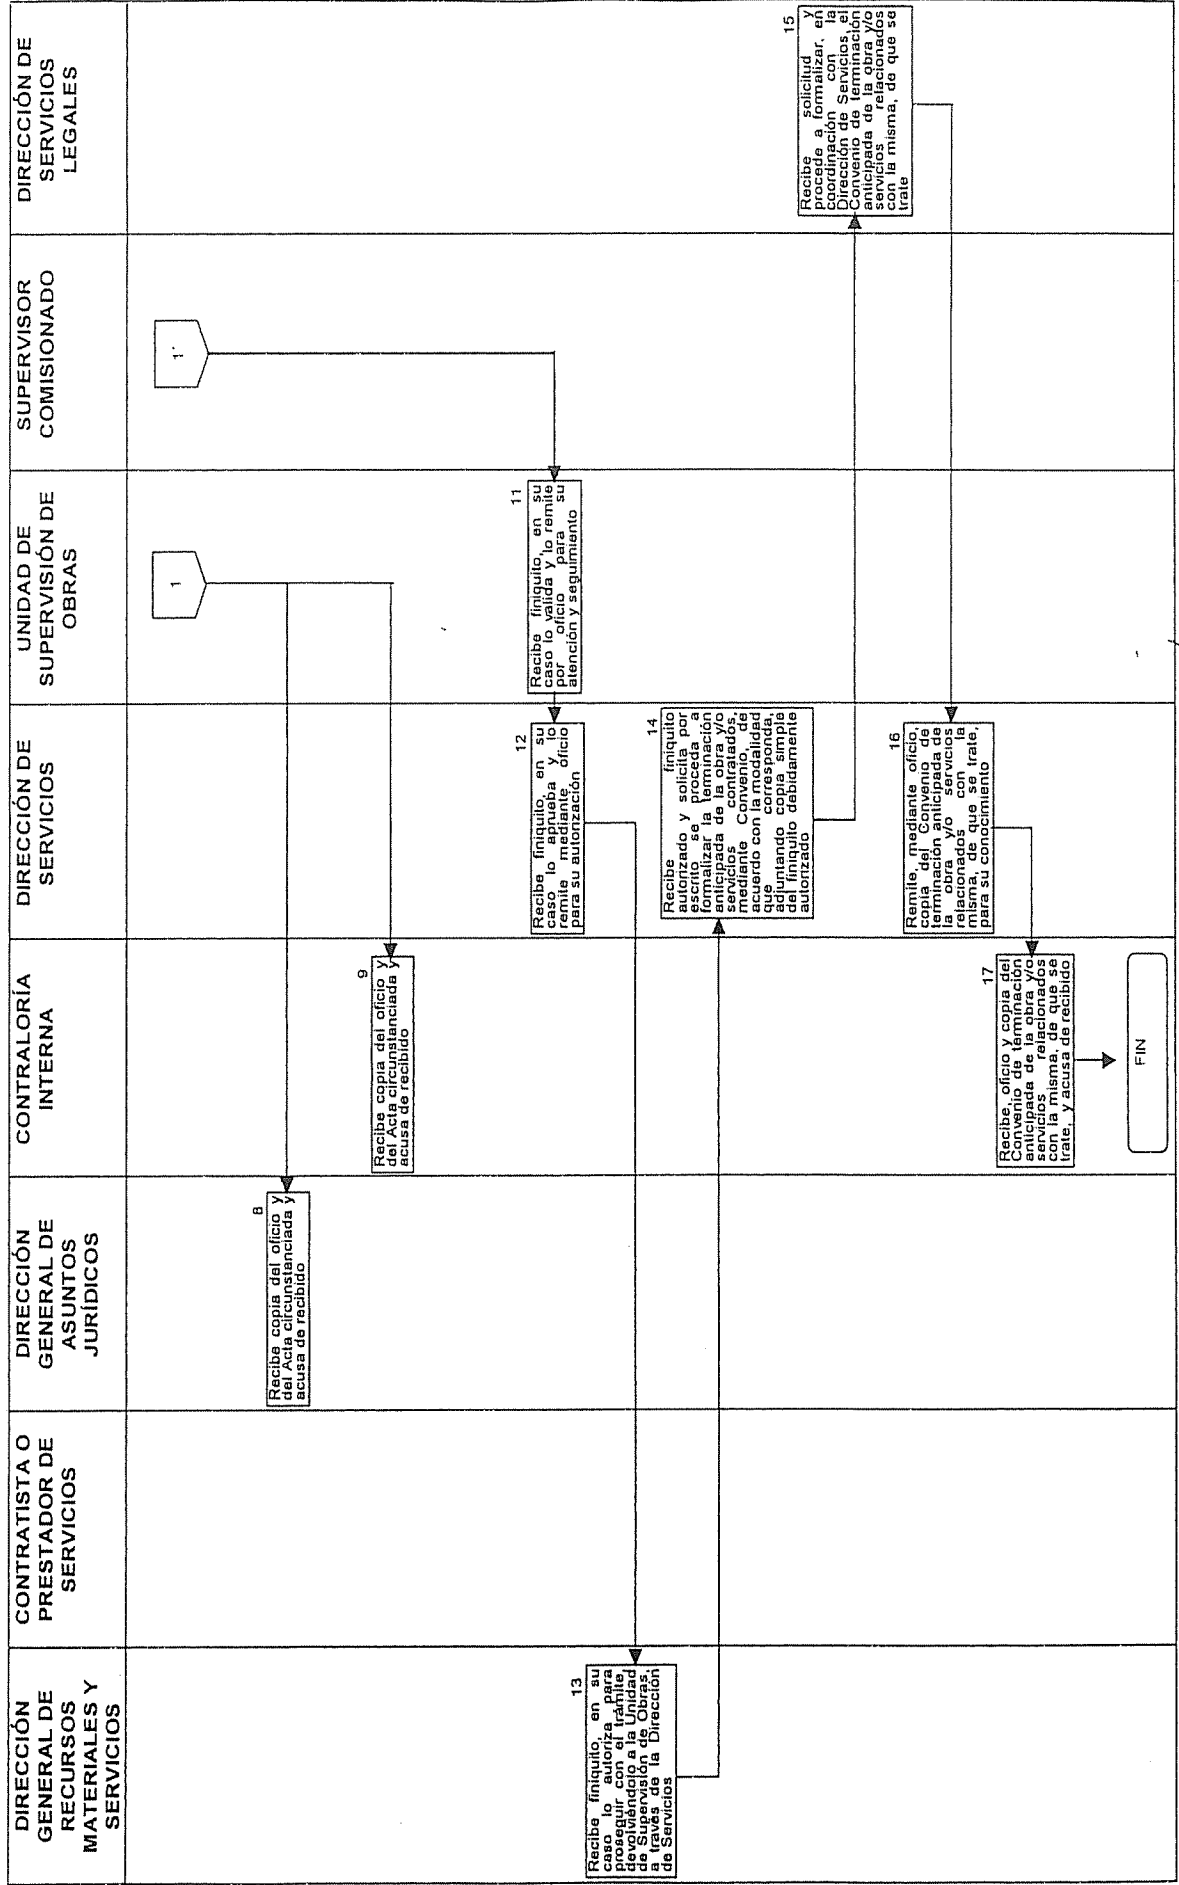 DIRECCIÓN
GENERAL DE
RECURSOS
MATERIALES Y
SERVICIOS
CONTRATISTA O
PRESTADOR DE
SERVICIOS
DIRECCIÓN
GENERAL DE
ASUNTOS
JURÍDICOS
CONTRALORÍA
INTERNA
DIRECCIÓN DE
SERVICIOS
UNIDAD DE
SUPERVISIÓN DE
OBRAS
SUPERVISOR
COMISIONADO
DIRECCIÓN DE
SERVICIOS
LEGALES
1
1'
8
Recibe copia del oficio y
del Acta circunstanciada y
acusa de recibido
9
Recibe copia del oficio y
del Acta circunstanciada y
acusa de recibido
11
Recibe finiquito, en su
caso lo valida y lo remite
por oficio para su
atención y seguimiento
12
Recibe finiquito, en su
caso lo aprueba y lo
remite mediante oficio
para su autorización
13
Recibe finiquito, en su
caso lo autoriza para
proseguir con el trámite,
devolviéndolo a la Unidad
de Supervisión de Obras,
a través de la Dirección
de Servicios
14
Recibe finiquito
autorizado y solicita por
escrito se proceda a
formalizar la terminación
anticipada de la obra y/o
servicios contratados,
mediante Convenio, de
acuerdo con la modalidad
que corresponda,
adjuntando copia simple
del finiquito debidamente
autorizado
15
Recibe solicitud y
procede a formalizar, en
coordinación con la
Dirección de Servicios, el
Convenio de terminación
anticipada de la obra y/o
servicios relacionados
con la misma, de que se
trate
16
Remite, mediante oficio,
copia del Convenio de
terminación anticipada de
la obra y/o servicios
relacionados con la
misma, de que se trate,
para su conocimiento
17
Recibe, oficio y copia del
Convenio de terminación
anticipada de la obra y/o
servicios relacionados
con la misma, de que se
trate, y acusa de recibido
FIN